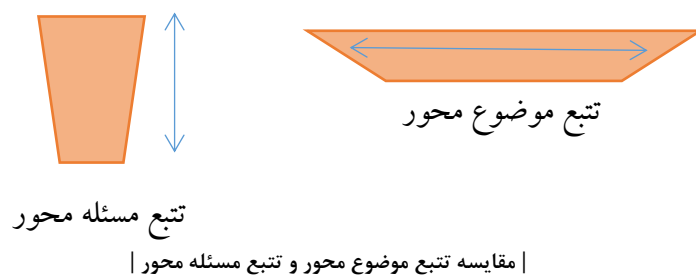 تتبع موضوع محور
تتبع مسئله محور
| مقایسه تتبع موضوع محور و تتبع مسئله محور |